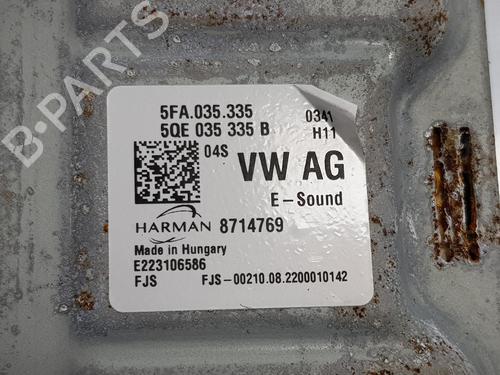 B-PARTS
5FA.035.335 0341
5QE 035 335 B H11
04S VW AG
E-Sound
HARMAN 8714769
Made in Hungary
E223106586
FJS FJS-00210.08.2200010142